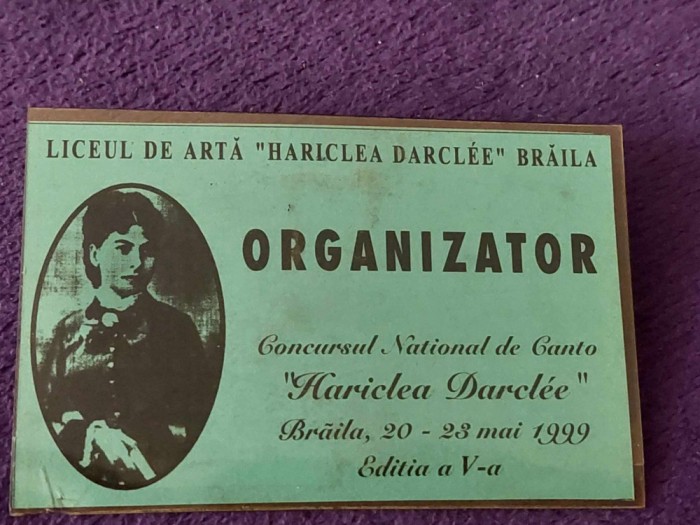 LICEUL DE ARTĂ "HARICLEA DARCLÉE" BRĂILA
ORGANIZATOR
Concursul National de Canto
"Hariclea Darclée"
Brăila, 20 - 23 mai 1999
Editia a V-a